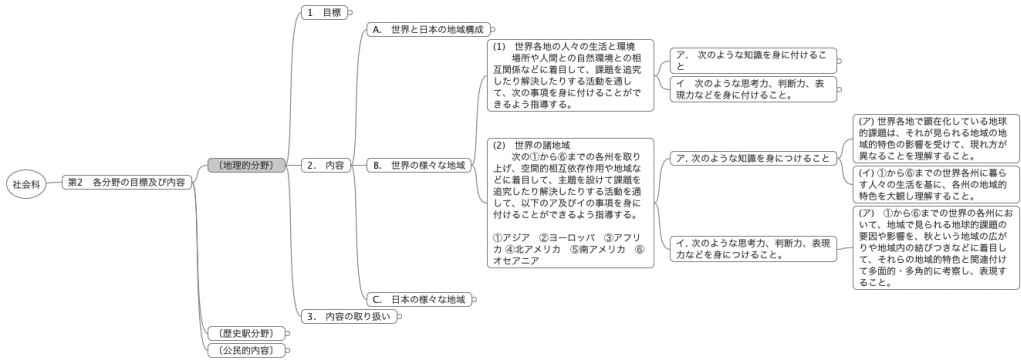 社会科
第2　各分野の目標及び内容
〔地理的分野〕
1　目標
2.　内容
A.　世界と日本の地域構成
B.　世界の様々な地域
(1)　世界各地の人々の生活と環境
場所や人間との自然環境との相
互関係などに着目して、課題を追究
したり解決したりする活動を通し
て、次の事項を身に付けることがで
きるよう指導する。
ア.　次のような知識を身に付けるこ
と
イ　次のような思考力、判断力、表
現力などを身に付けること。
(2)　世界の諸地域
次の①から⑥までの各州を取り
上げ、空間的相互依存作用や地域な
どに着目して、主題を設けて課題を
追究したり解決したりする活動を通
して、以下のア及びイの事項を身に
付けることができるよう指導する。
①アジア　②ヨーロッパ　③アフリ
カ ④北アメリカ　⑤南アメリカ　⑥
オセアニア
ア. 次のような知識を身につけること
(ア) 世界各地で顕在化している地球
的課題は、それが見られる地域の地
域的特色の影響を受けて、現れ方が
異なることを理解すること。
(イ) ①から⑥までの世界各州に暮ら
す人々の生活を基に、各州の地域的
特色を大観し理解すること。
イ. 次のような思考力、判断力、表現
力などを身につけること。
(ア)　①から⑥までの世界の各州にお
いて、地域で見られる地球的課題の
要因や影響を、秋という地域の広が
りや地域内の結びつきなどに着目し
て、それらの地域的特色と関連付け
て多面的・多角的に考察し、表現す
ること。
C.　日本の様々な地域
3.　内容の取り扱い
〔歴史駅分野〕
〔公民的内容〕